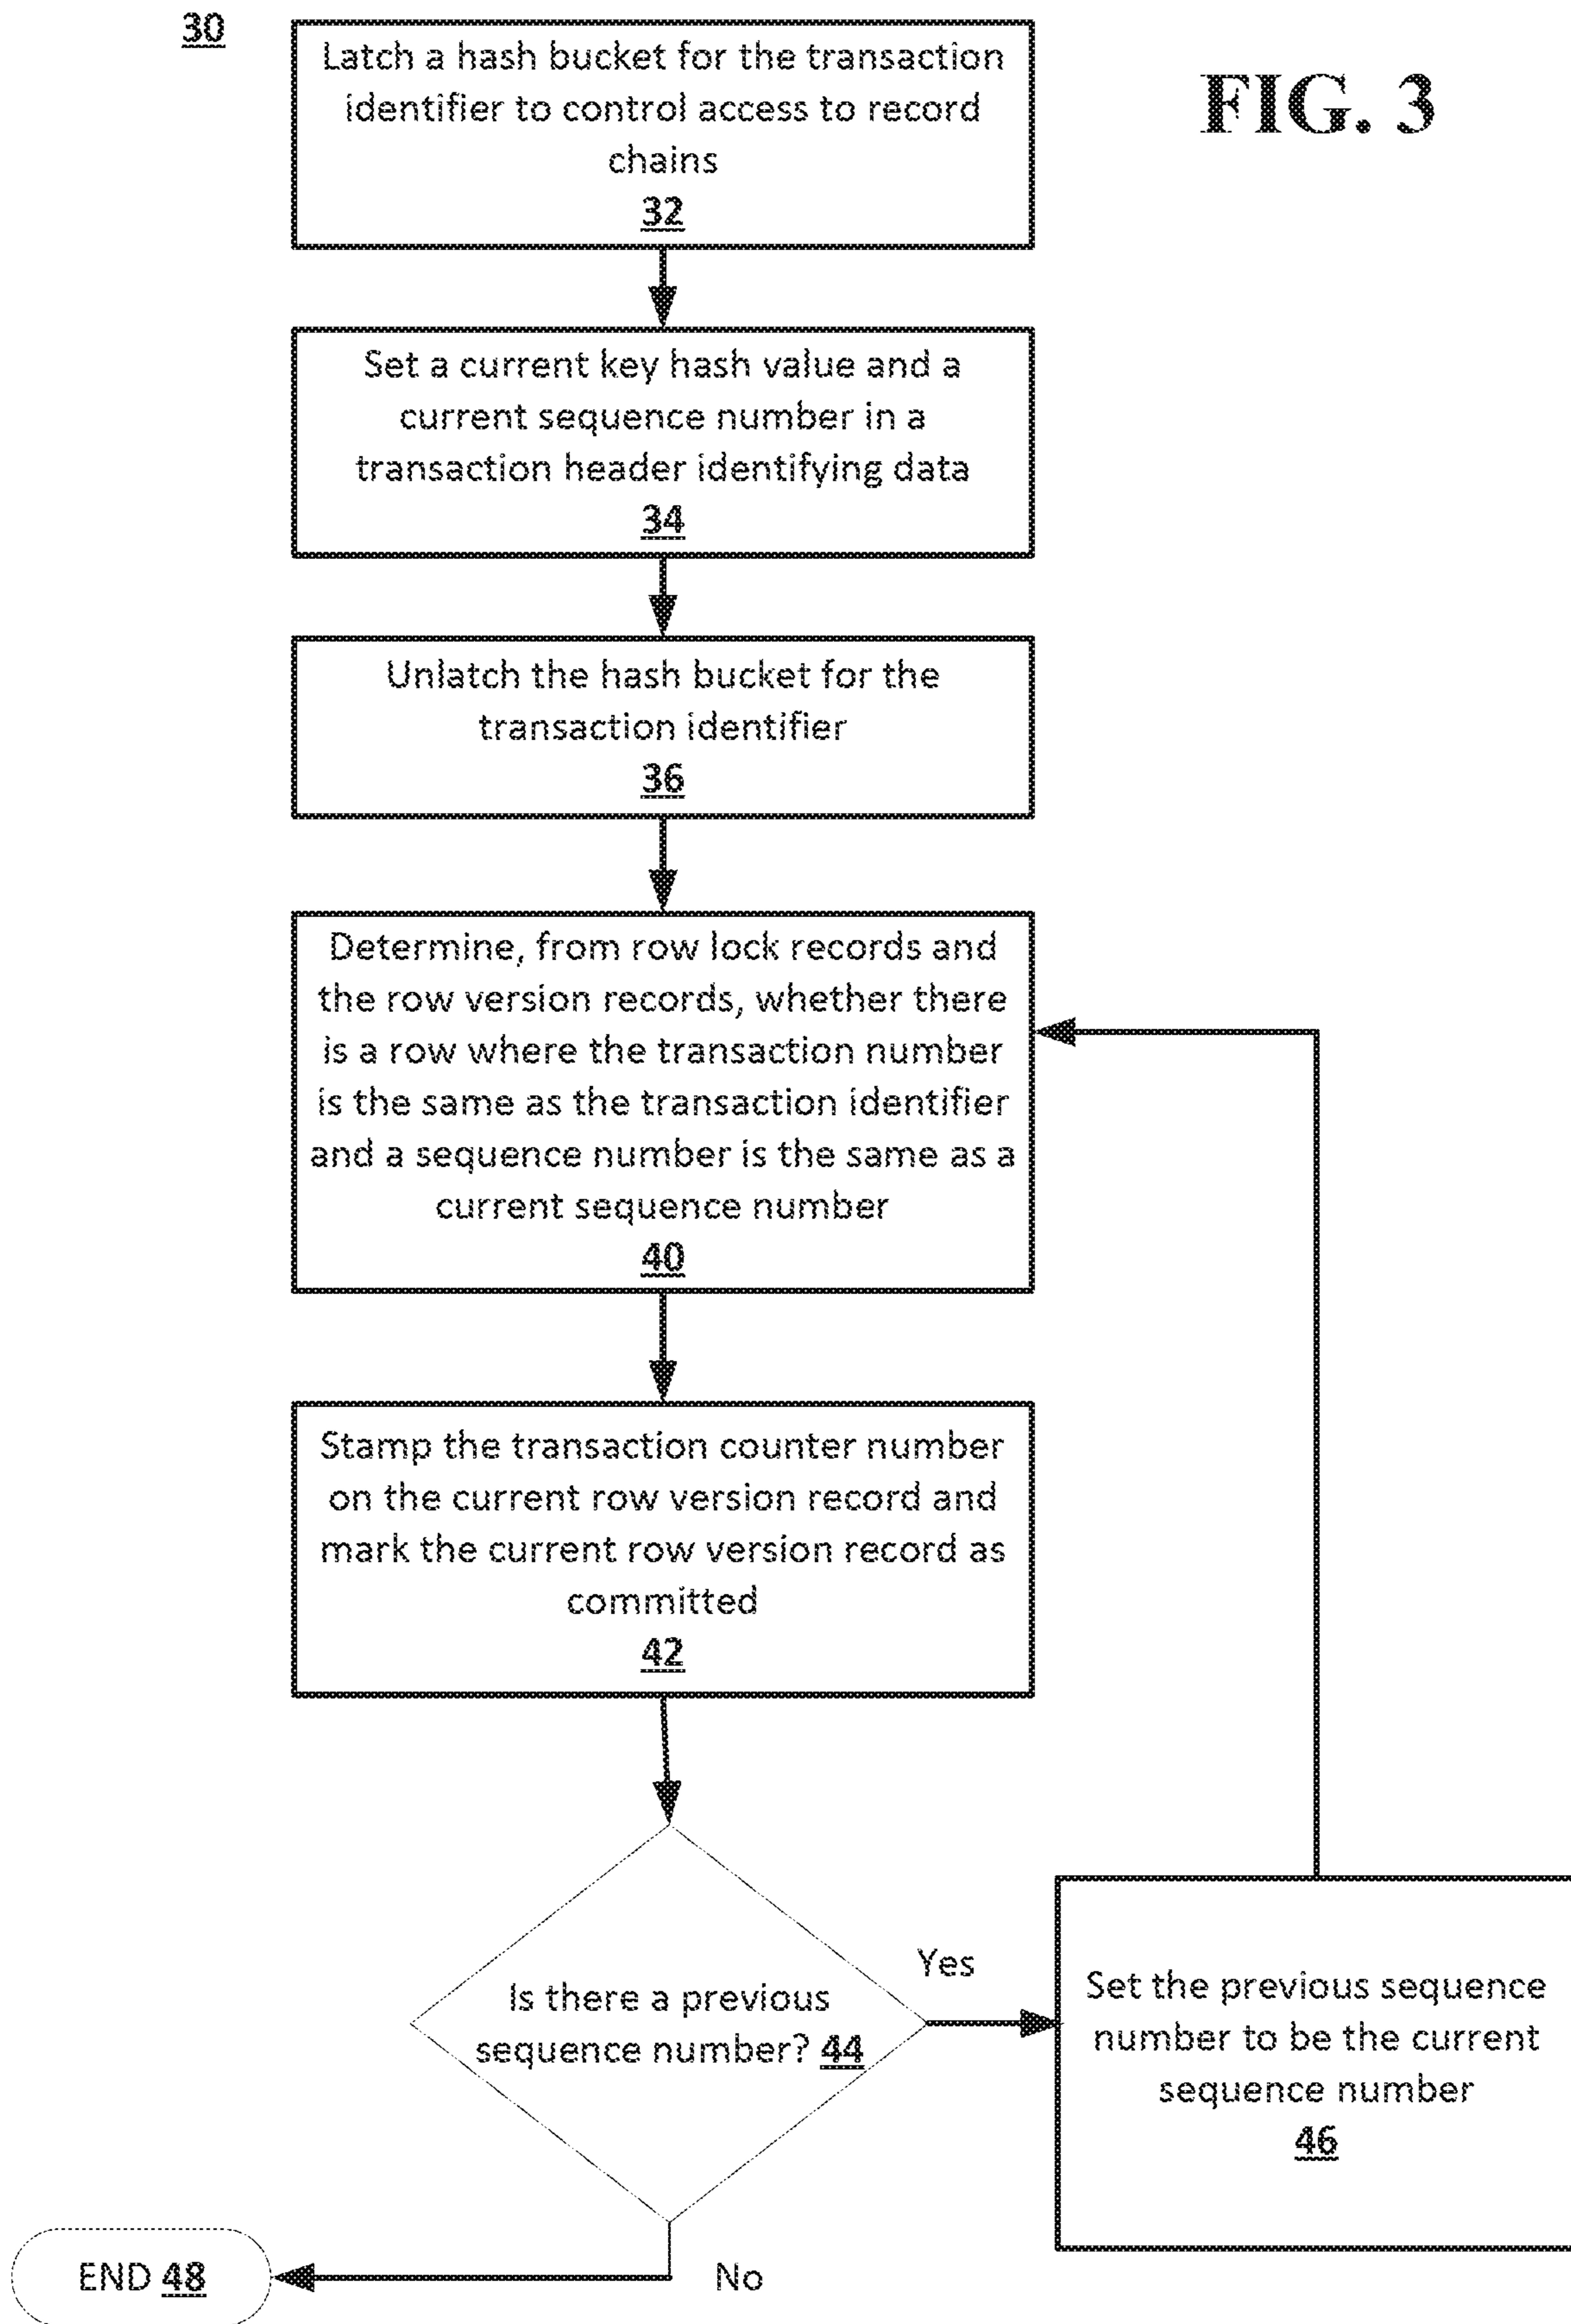 30
FIG. 3
Latch a hash bucket for the transaction
identifier to control access to record
chains
32
Set a current key hash value and a
current sequence number in a
transaction header identifying data
34
Unlatch the hash bucket for the
transaction identifier
36
Determine, from row lock records and
the row version records, whether there
is a row where the transaction number
is the same as the transaction identifier
and a sequence number is the same as a
current sequence number
40
Stamp the transaction counter number
on the current row version record and
mark the current row version record as
committed
42
Is there a previous
sequence number? 44
Yes
Set the previous sequence
number to be the current
sequence number
46
No
END 48